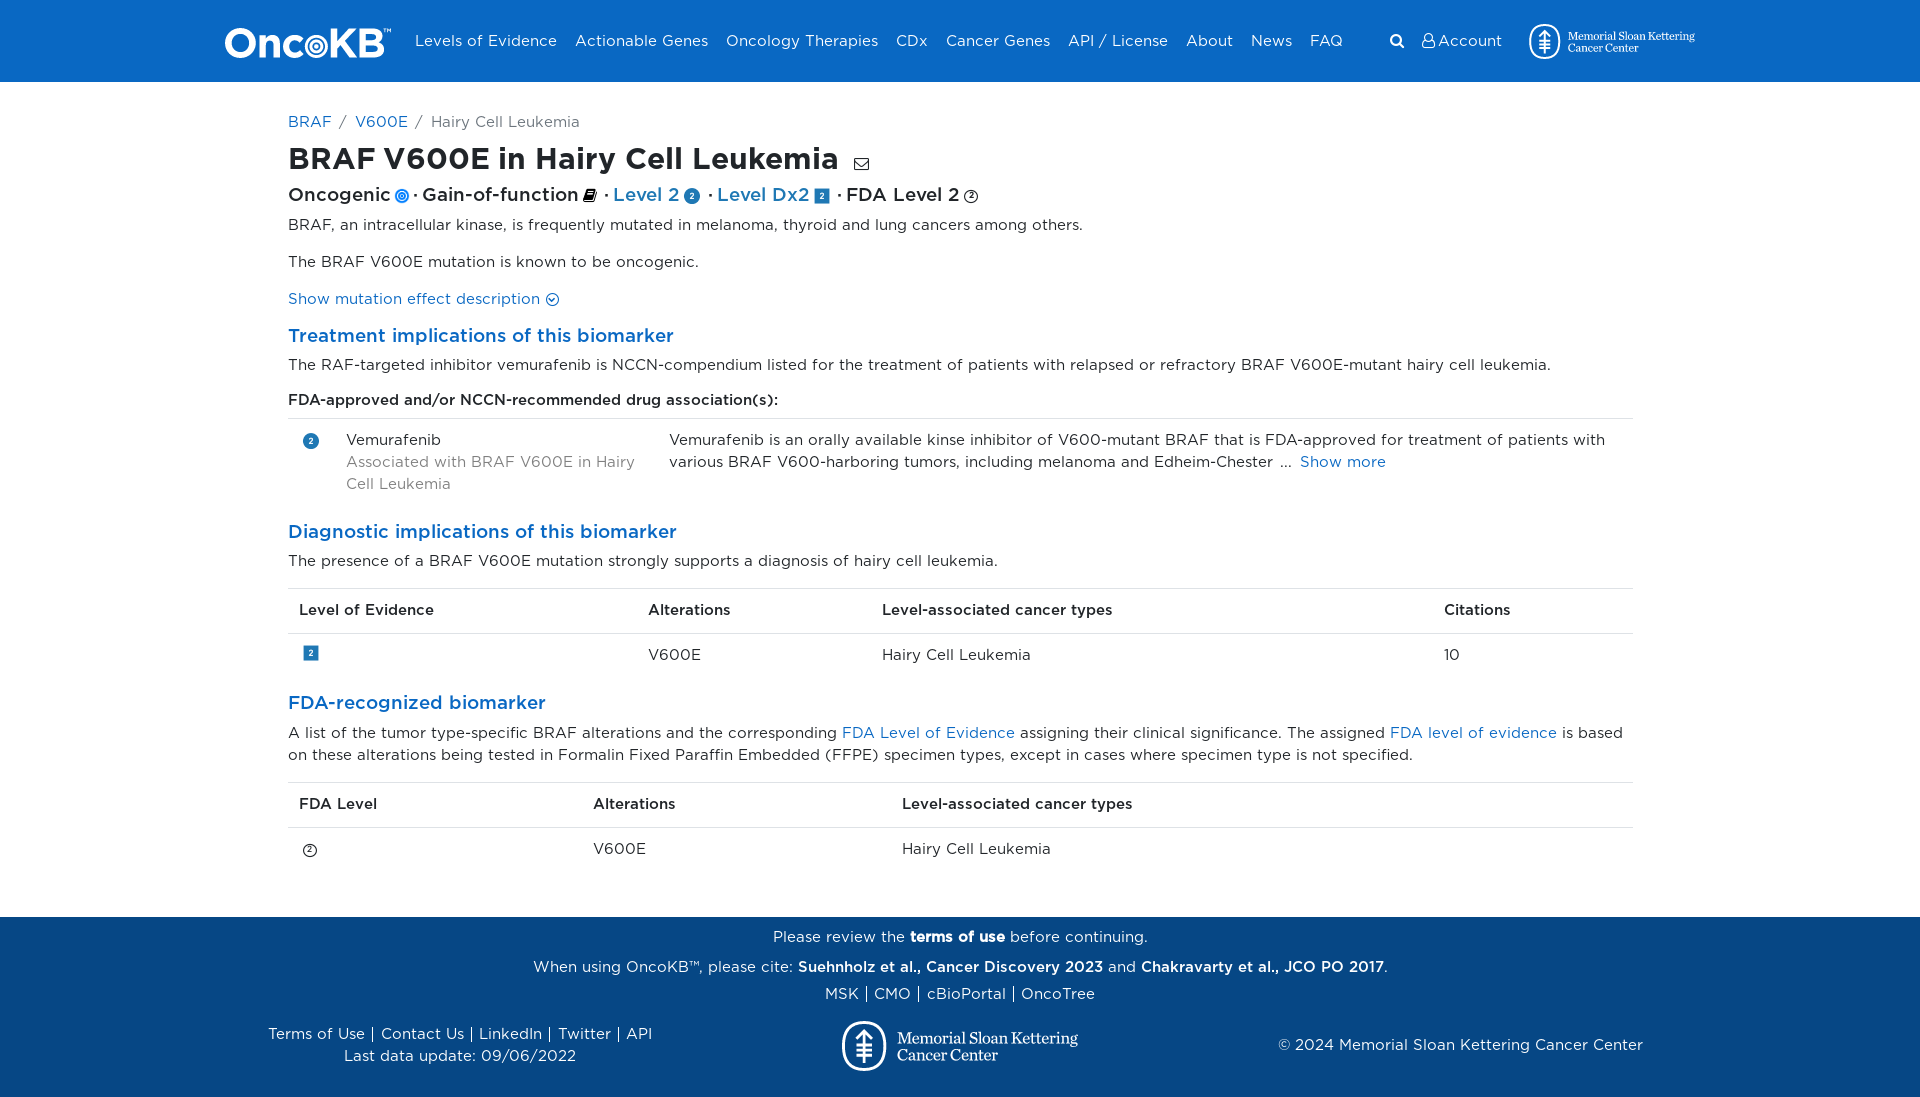 OncoKB™ Levels of Evidence Actionable Genes Oncology Therapies CDx Cancer Genes API / License About News FAQ Account Memorial Sloan Kettering
Cancer Center
BRAF / V600E / Hairy Cell Leukemia
BRAF V600E in Hairy Cell Leukemia
Oncogenic · Gain-of-function · Level 2 2 · Level Dx2 2 · FDA Level 2 2
BRAF, an intracellular kinase, is frequently mutated in melanoma, thyroid and lung cancers among others.
The BRAF V600E mutation is known to be oncogenic.
Show mutation effect description
Treatment implications of this biomarker
The RAF-targeted inhibitor vemurafenib is NCCN-compendium listed for the treatment of patients with relapsed or refractory BRAF V600E-mutant hairy cell leukemia.
FDA-approved and/or NCCN-recommended drug association(s):
2 Vemurafenib Vemurafenib is an orally available kinse inhibitor of V600-mutant BRAF that is FDA-approved for treatment of patients with
Associated with BRAF V600E in Hairy various BRAF V600-harboring tumors, including melanoma and Edheim-Chester ... Show more
Cell Leukemia
Diagnostic implications of this biomarker
The presence of a BRAF V600E mutation strongly supports a diagnosis of hairy cell leukemia.
Level of Evidence Alterations Level-associated cancer types Citations
2 V600E Hairy Cell Leukemia 10
FDA-recognized biomarker
A list of the tumor type-specific BRAF alterations and the corresponding FDA Level of Evidence assigning their clinical significance. The assigned FDA level of evidence is based
on these alterations being tested in Formalin Fixed Paraffin Embedded (FFPE) specimen types, except in cases where specimen type is not specified.
FDA Level Alterations Level-associated cancer types
2 V600E Hairy Cell Leukemia
Please review the terms of use before continuing.
When using OncoKB™, please cite: Suehnholz et al., Cancer Discovery 2023 and Chakravarty et al., JCO PO 2017.
MSK | CMO | cBioPortal | OncoTree
Terms of Use | Contact Us | LinkedIn | Twitter | API
Last data update: 09/06/2022
Memorial Sloan Kettering
Cancer Center
© 2024 Memorial Sloan Kettering Cancer Center